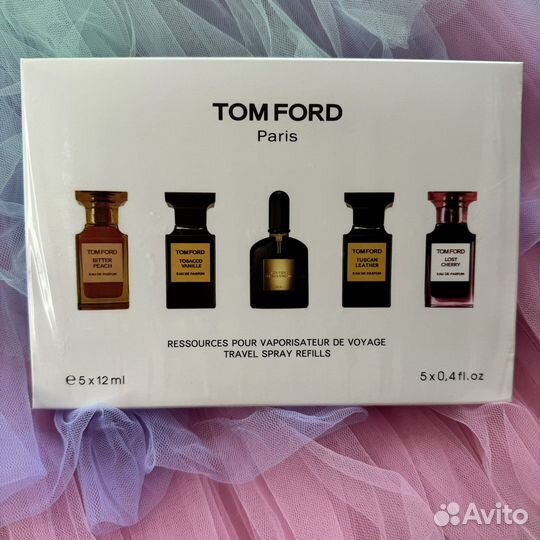 TOM FORD
Paris
TOM FORD
BITTER
PEACH
EAU DE PARFUM
TOM FORD
TOBACCO
VANILLE
EAU DE PARFUM
TOM FORD
TUSCAN
LEATHER
EAU DE PARFUM
TOM FORD
LOST
CHERRY
EAU DE PARFUM
RESSOURCES POUR VAPORISATEUR DE VOYAGE
TRAVEL SPRAY REFILLS
e 5 x 12 ml
5 x 0,4 fl. oz
Avito